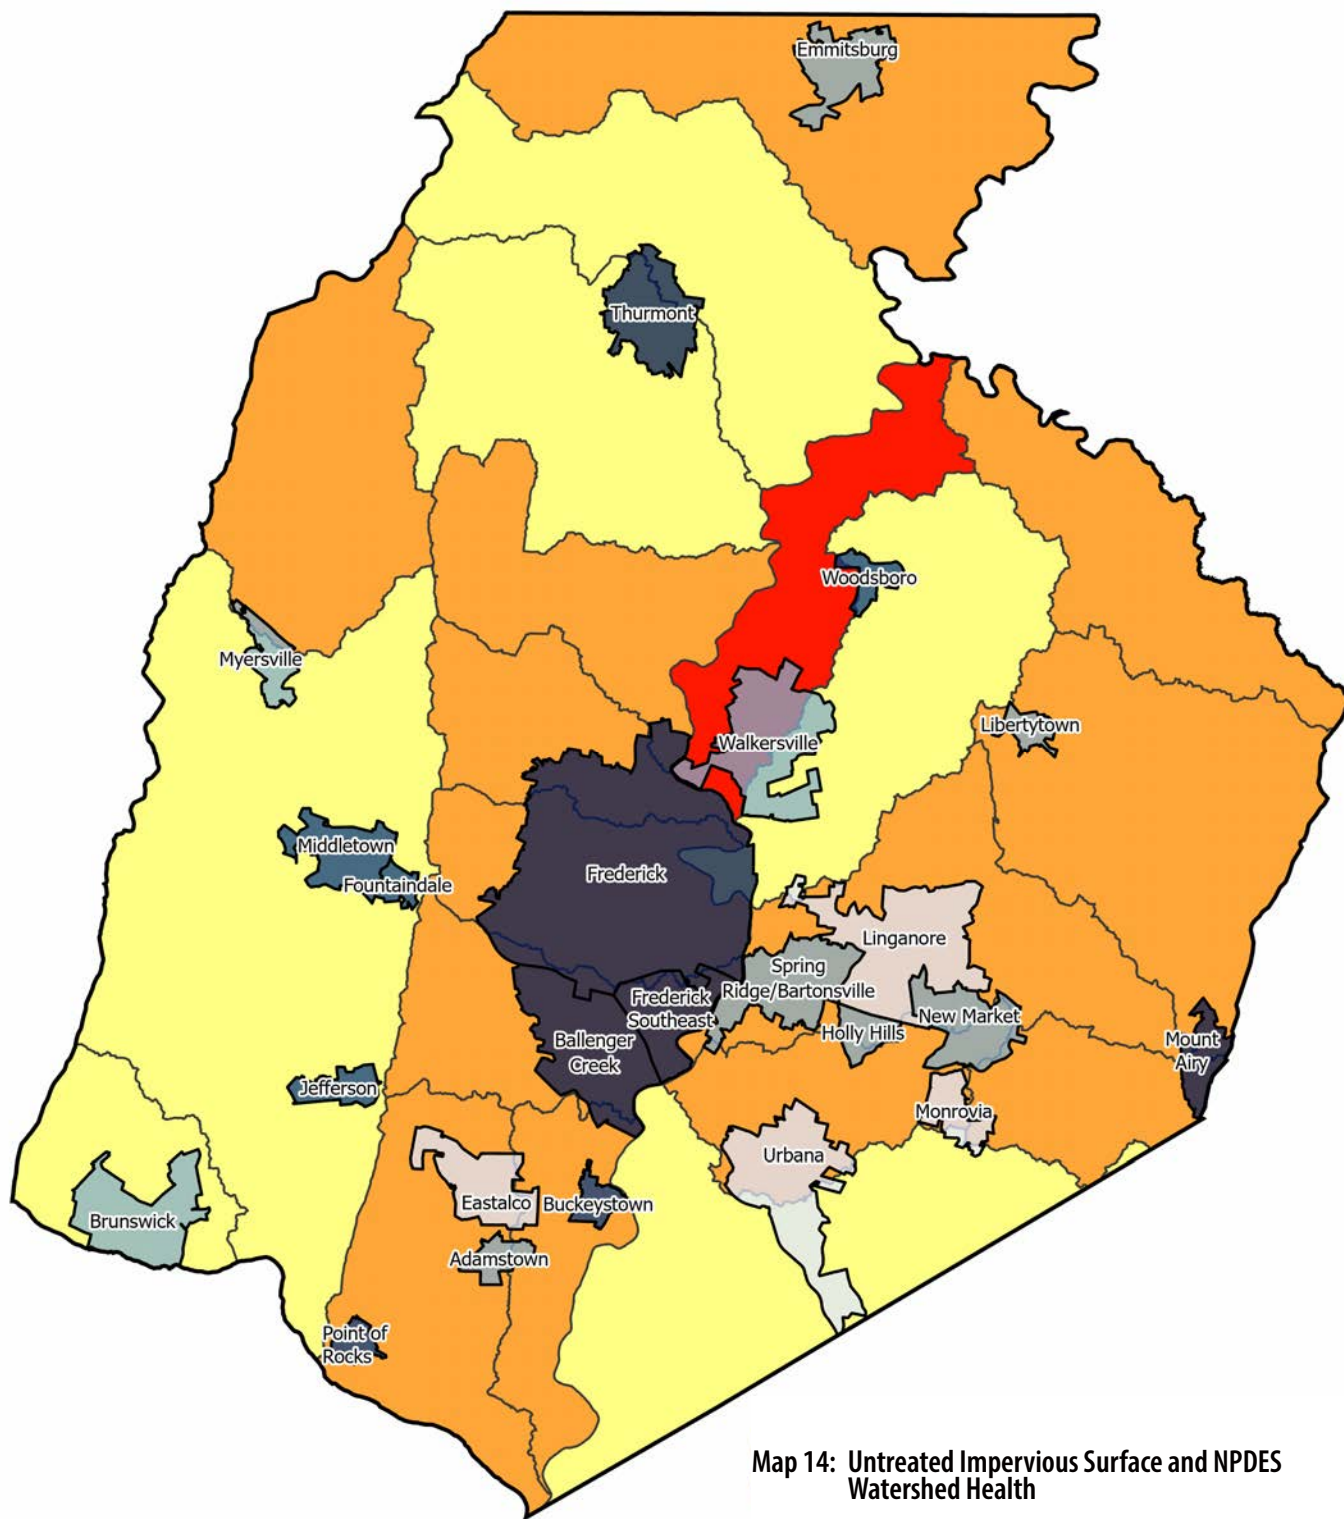 Emmitsburg
Thurmont
Woodsboro
Myersville
Libertytown
Walkersville
Middletown
Fountaindale
Frederick
Linganore
Spring
Ridge/Bartonsville
Frederick
Southeast
New Market
Holly Hills
Ballenger
Creek
Mount
Airy
Jefferson
Monrovia
Urbana
Eastalco
Buckeystown
Brunswick
Adamstown
Point of
Rocks
Map 14: Untreated Impervious Surface and NPDES
Watershed Health